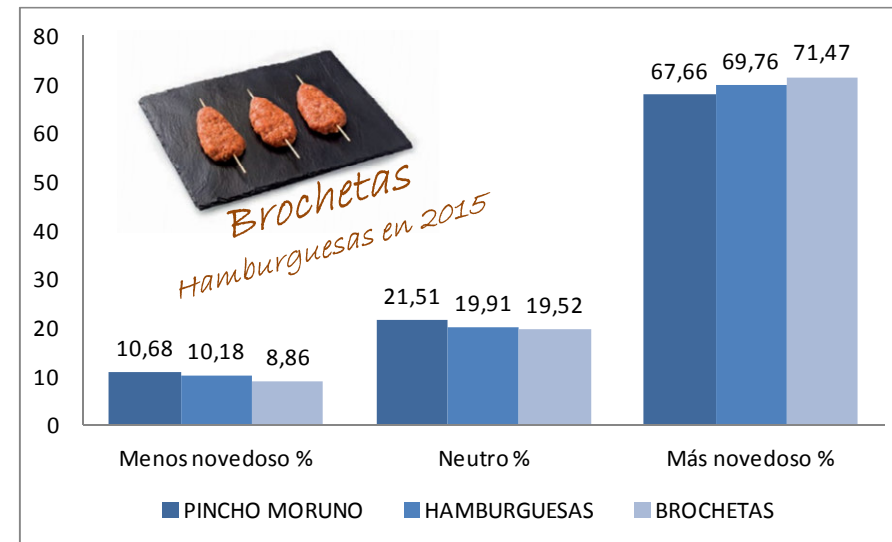 80
70
60
50
40
30
20
10
0
Brochetas
Hamburguesas en 2015
10,68 10,18 8,86
21,51 19,91 19,52
67,66 69,76 71,47
Menos novedoso % Neutro % Más novedoso %
PINCHO MORUNO HAMBURGUESAS BROCHETAS